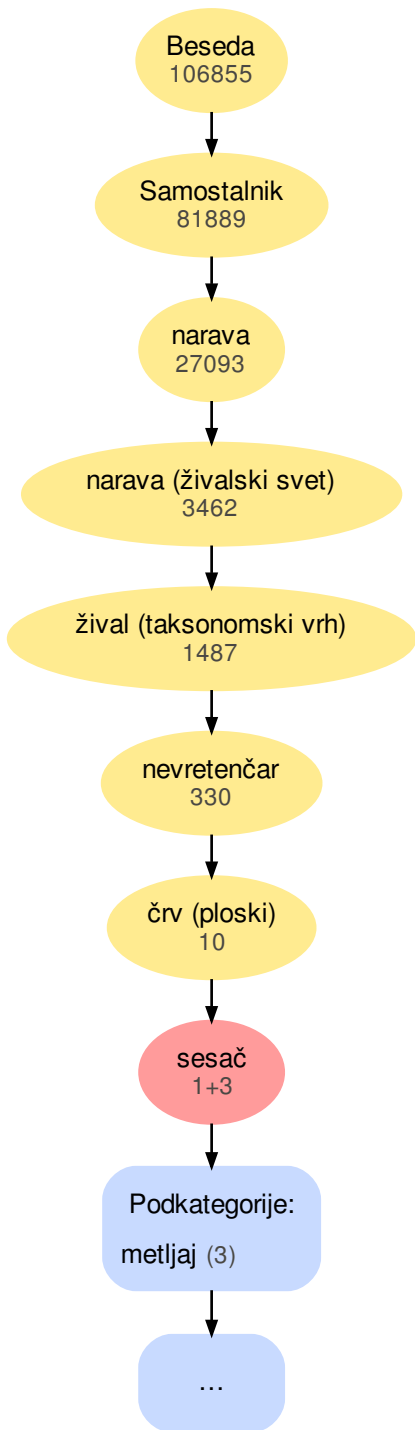 Beseda
106855
Samostalnik
81889
narava
27093
narava (živalski svet)
3462
žival (taksonomski vrh)
1487
nevretenčar
330
črv (ploski)
10
sesač
1+3
Podkategorije:
metljaj (3)
...